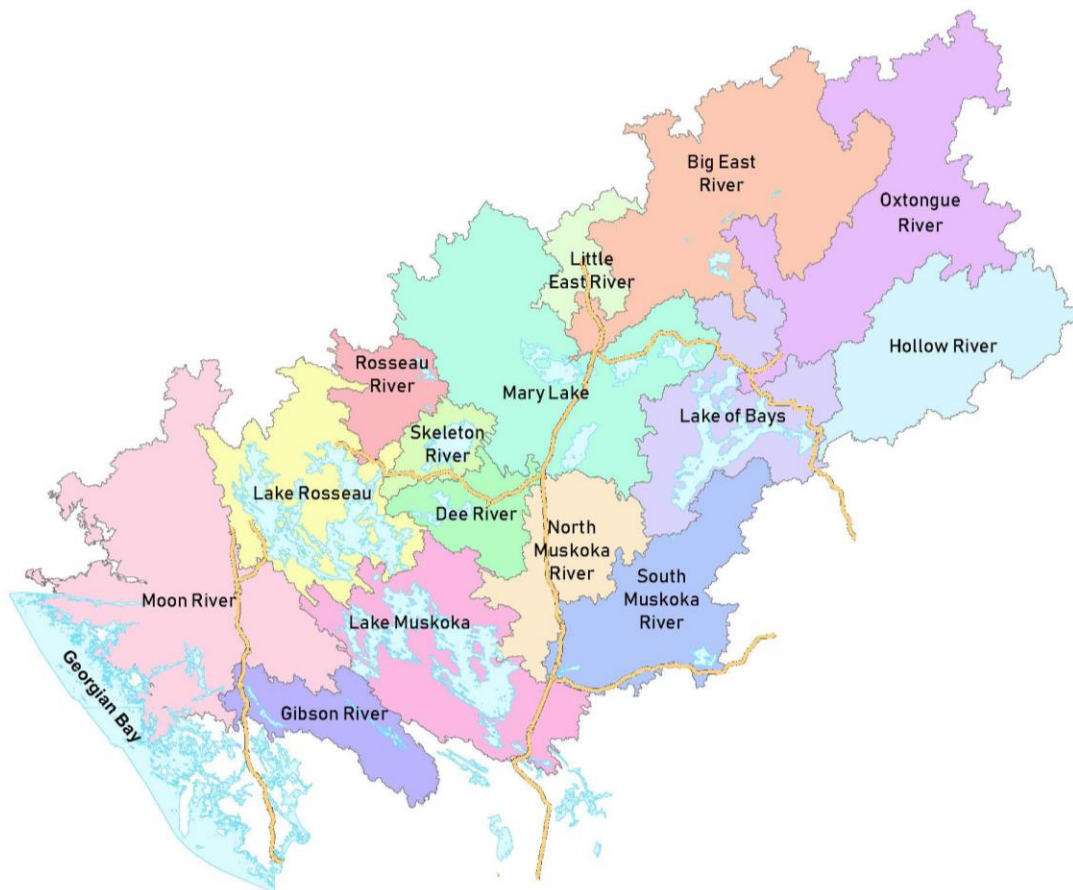 Big East
River
Oxtongue
River
Little
East River
Hollow River
Rosseau
River
Mary Lake
Lake of Bays
Skeleton
River
Lake Rosseau
Dee River
North
Muskoka
River
South
Muskoka
River
Moon River
Lake Muskoka
Georgian Bay
Gibson River